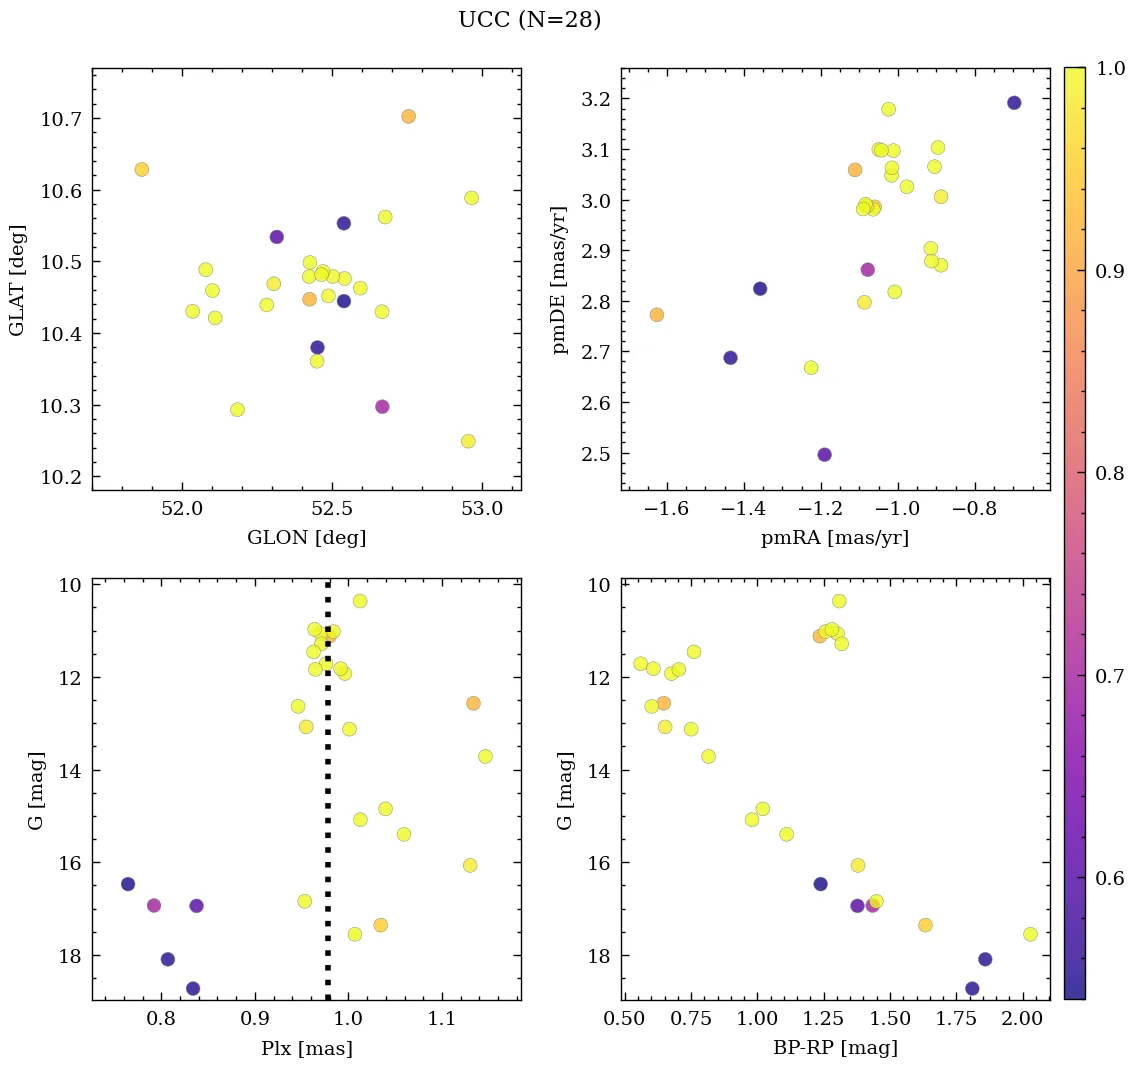 UCC (N=28)
10.7
10.6
10.5
10.4
10.3
10.2
GLAT [deg]
52.0 52.5 53.0
GLON [deg]
3.2
3.1
3.0
2.9
2.8
2.7
2.6
2.5
pmDE [mas/yr]
−1.6 −1.4 −1.2 −1.0 −0.8
pmRA [mas/yr]
10
12
14
16
18
G [mag]
0.8 0.9 1.0 1.1
Plx [mas]
10
12
14
16
18
G [mag]
0.50 0.75 1.00 1.25 1.50 1.75 2.00
BP-RP [mag]
1.0
0.9
0.8
0.7
0.6